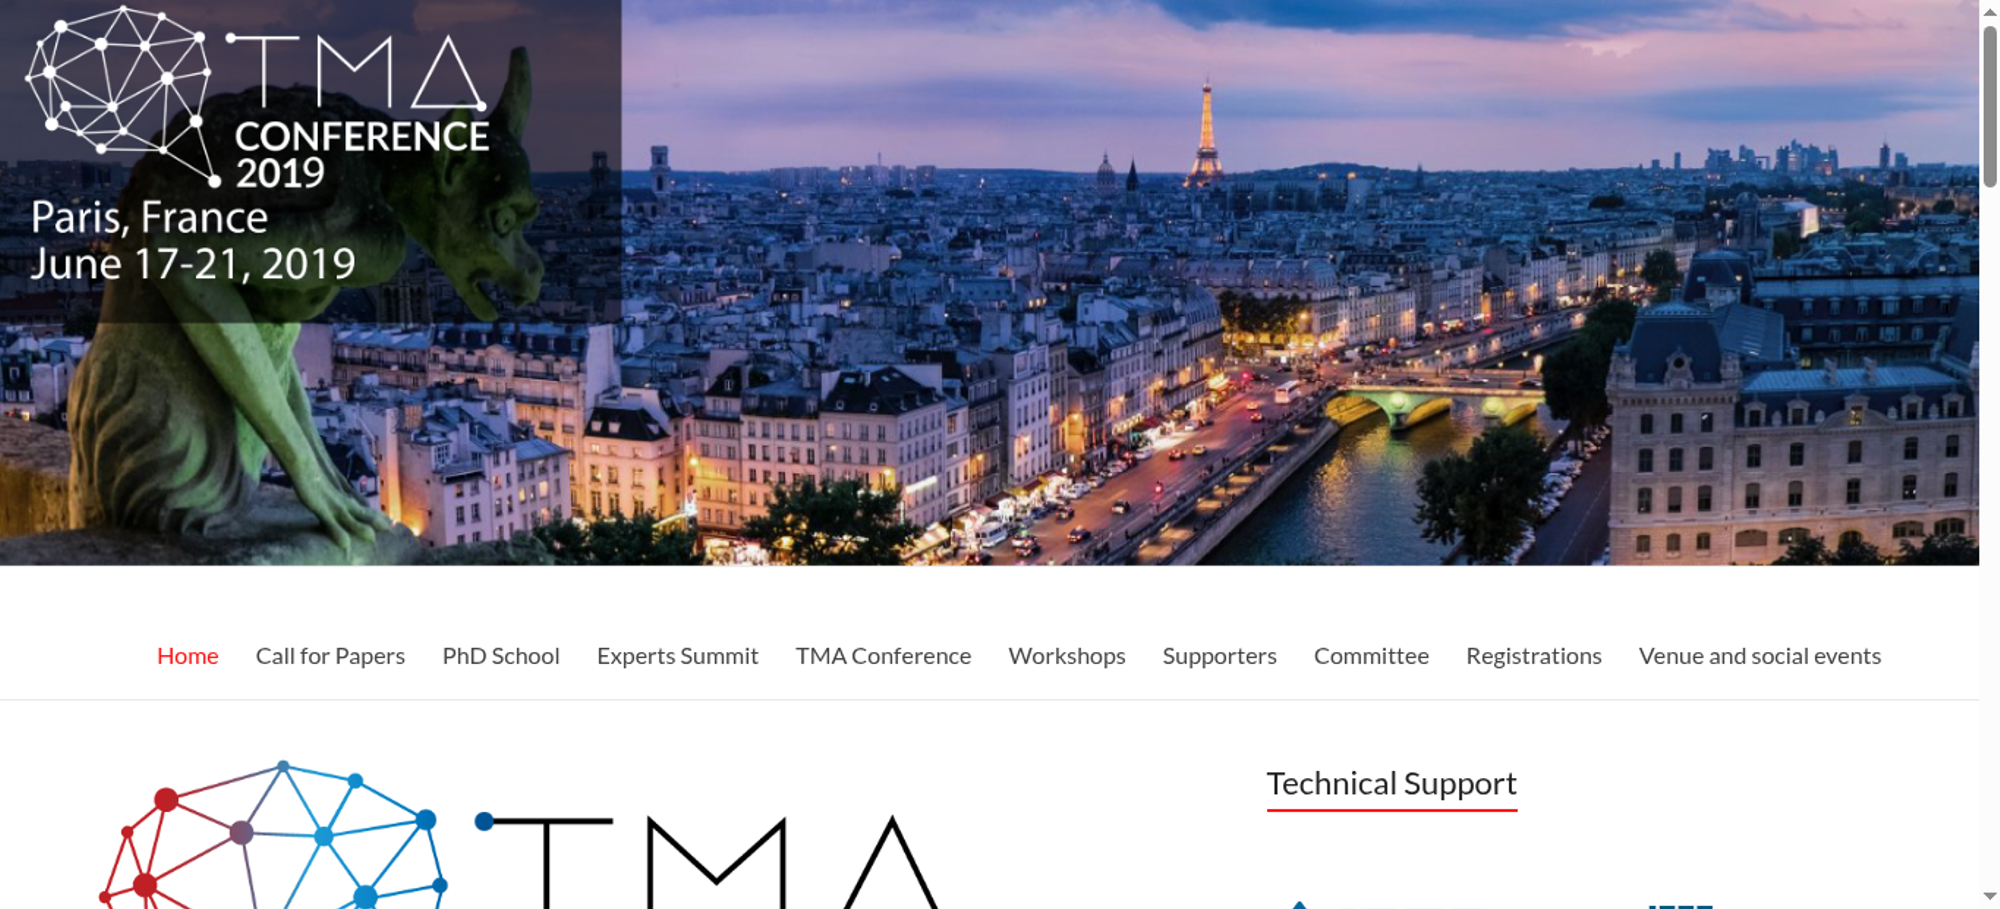 TMA
CONFERENCE
2019
Paris, France
June 17-21, 2019
Home Call for Papers PhD School Experts Summit TMA Conference Workshops Supporters Committee Registrations Venue and social events
TMA
Technical Support